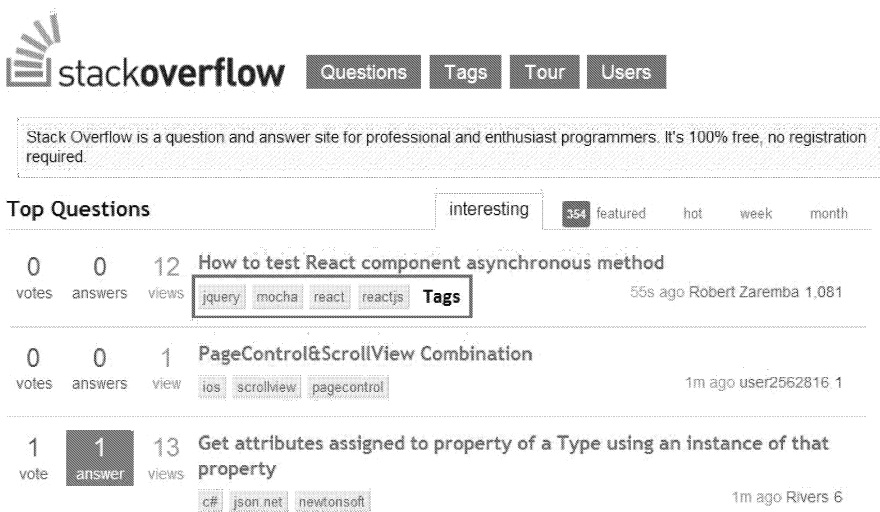 stackoverflow Questions Tags Tour Users
Stack Overflow is a question and answer site for professional and enthusiast programmers. It's 100% free, no registration
required.
Top Questions interesting 354 featured hot week month
0 0 12 How to test React component asynchronous method
votes answers views jquery mocha react reactjs Tags 55s ago Robert Zaremba 1,081
0 0 1 PageControl&ScrollView Combination
votes answers view ios scrollview pagecontrol 1m ago user2562816 1
1 1 13 Get attributes assigned to property of a Type using an instance of that
vote answer views property
c# json.net newtonsoft 1m ago Rivers 6